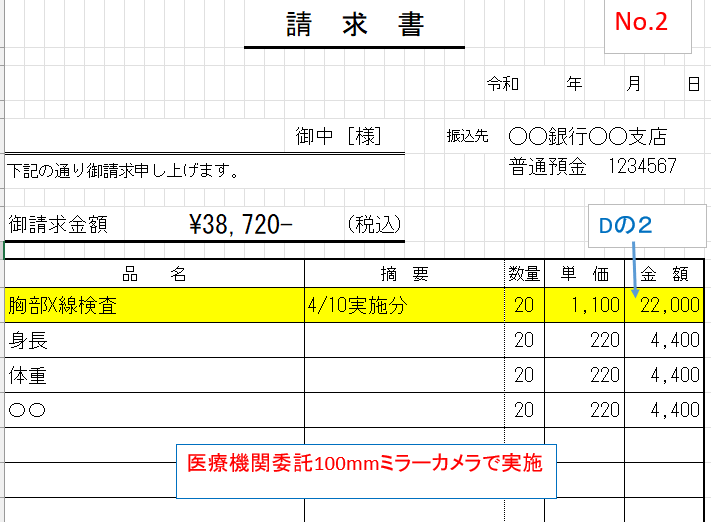 請 求 書
No.2
令和 年 月 日
御中 [様]
振込先 〇〇銀行〇〇支店
普通預金 1234567
下記の通り御請求申し上げます。
御請求金額 ¥38,720- (税込)
Dの2
品 名 摘 要 数量 単 価 金 額
胸部X線検査 4/10実施分 20 1,100 22,000
身長 20 220 4,400
体重 20 220 4,400
〇〇 20 220 4,400
医療機関委託100mmミラーカメラで実施